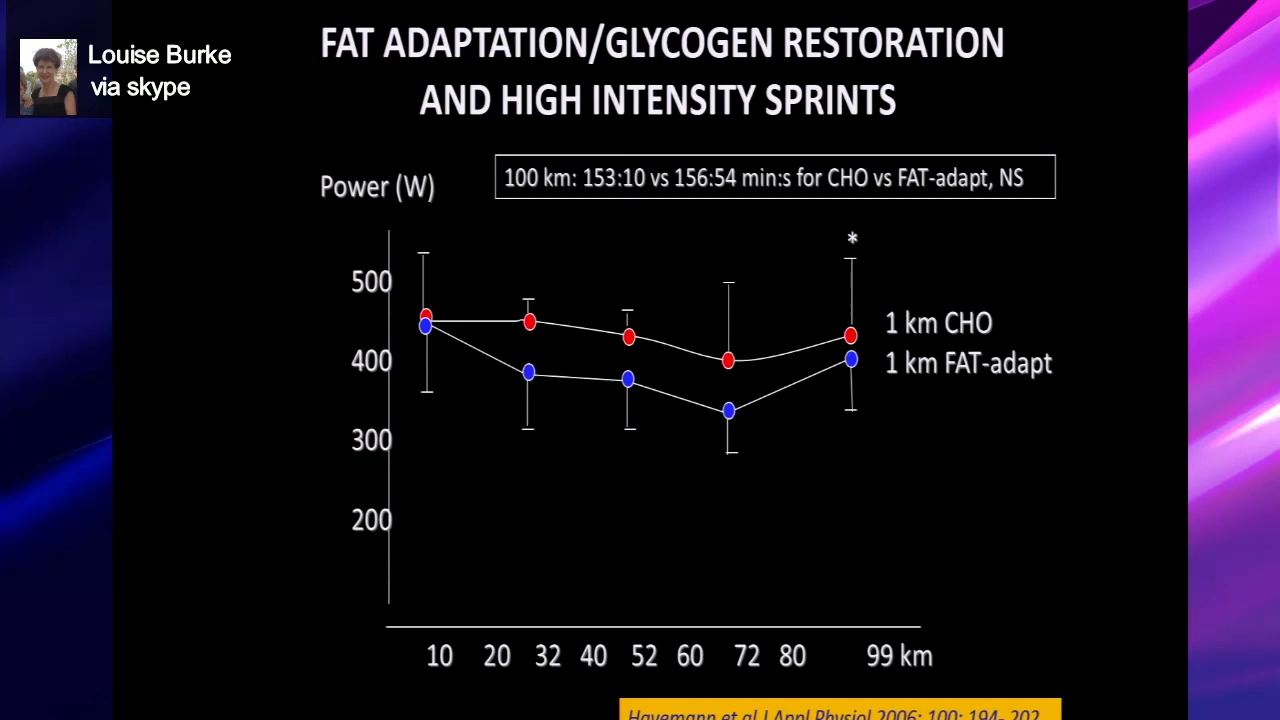 Louise Burke
via skype
FAT ADAPTATION/GLYCOGEN RESTORATION
AND HIGH INTENSITY SPRINTS
Power (W)
100 km: 153:10 vs 156:54 min:s for CHO vs FAT-adapt, NS
*
500
400
300
200
1 km CHO
1 km FAT-adapt
10 20 32 40 52 60 72 80 99 km
Havemann et al J Appl Physiol 2006; 100: 194- 202